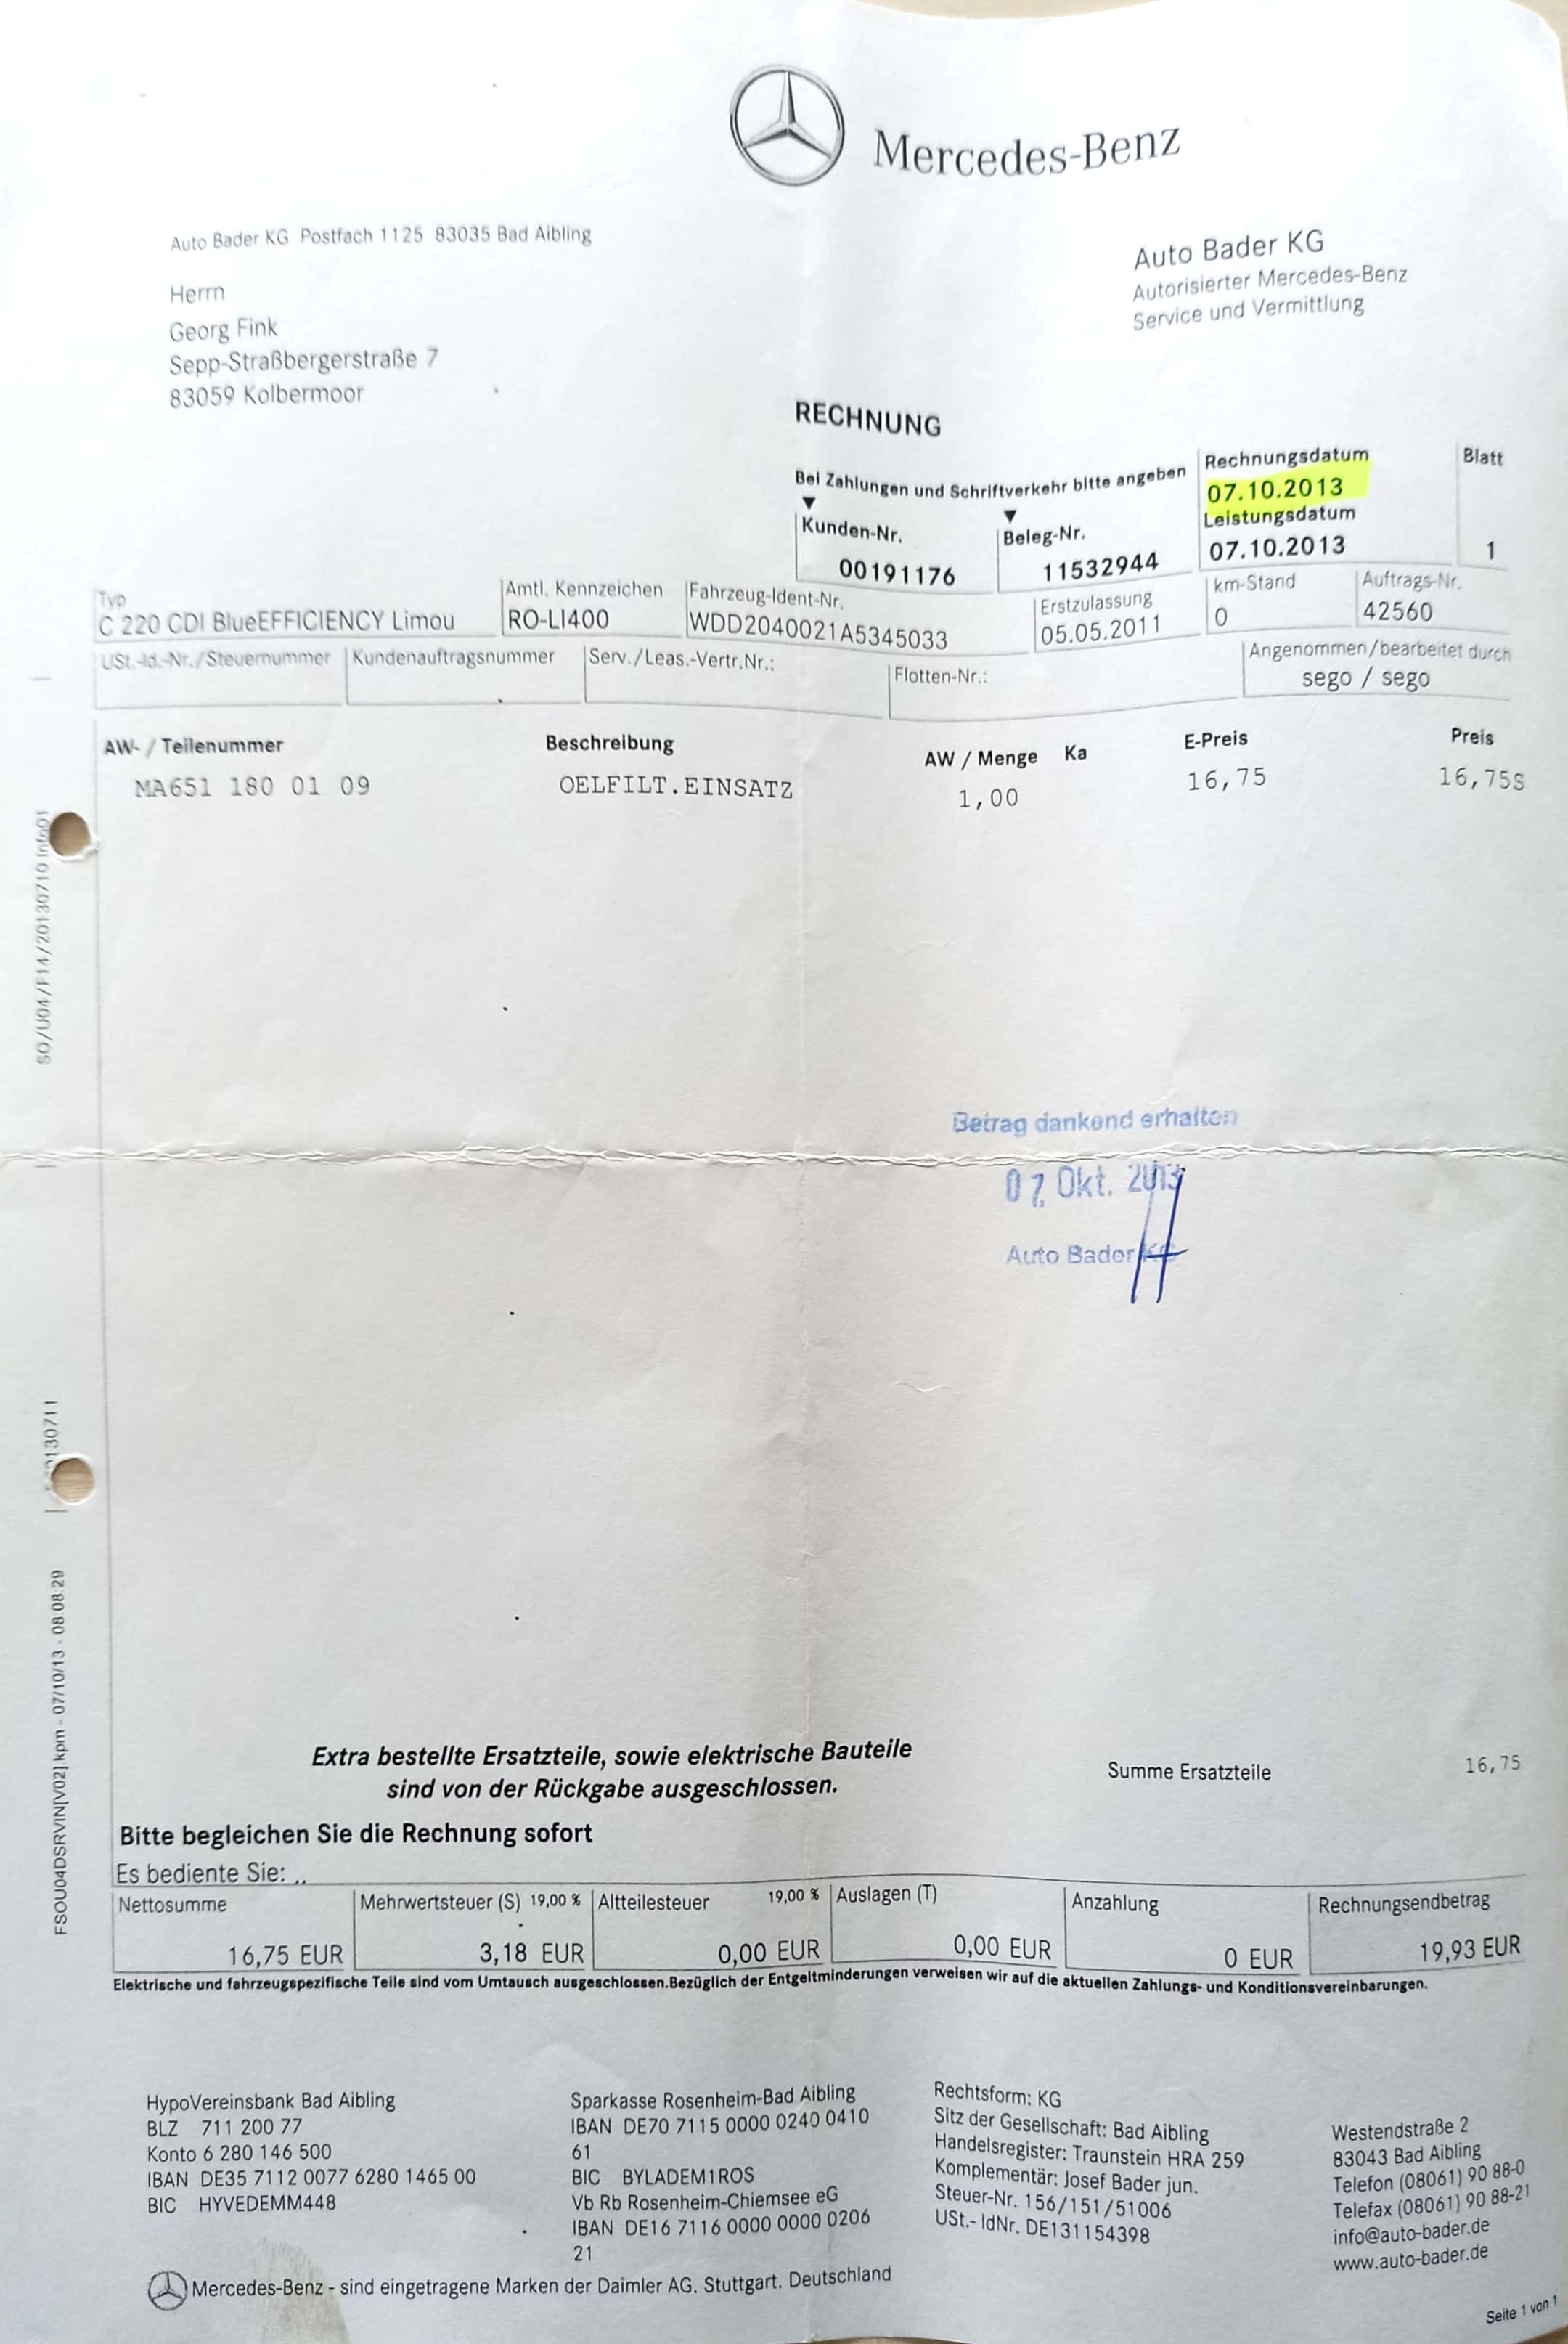 Mercedes-Benz
Auto Bader KG Postfach 1125 83035 Bad Aibling
Auto Bader KG
Autorisierter Mercedes-Benz
Service und Vermittlung
Herrn
Georg Fink
Sepp-Straßbergerstraße 7
83059 Kolbermoor
RECHNUNG
Bei Zahlungen und Schriftverkehr bitte angeben
Rechnungsdatum Blatt
07.10.2013
Leistungsdatum
Kunden-Nr. Beleg-Nr.
00191176 11532944 07.10.2013 1
Typ Amtl. Kennzeichen Fahrzeug-Ident-Nr. Erstzulassung km-Stand Auftrags-Nr.
C 220 CDI BlueEFFICIENCY Limou RO-LI400 WDD2040021A5345033 05.05.2011 0 42560
USt.-Id.-Nr./Steuernummer Kundenauftragsnummer Serv./Leas.-Vertr.Nr.: Flotten-Nr.: Angenommen/bearbeitet durch
sego / sego
AW- / Teilenummer Beschreibung AW / Menge Ka E-Preis Preis
MA651 180 01 09 OELFILT.EINSATZ 1,00 16,75 16,75S
SO/U04/F14/20130710
Betrag dankend erhalten
07. Okt. 2013
Auto Bader KG
130711
FSOU04DSRVIN[V02] kpm - 07/10/13 - 08:08:29
Extra bestellte Ersatzteile, sowie elektrische Bauteile
sind von der Rückgabe ausgeschlossen.
Summe Ersatzteile 16,75
Bitte begleichen Sie die Rechnung sofort
Es bediente Sie: ,,
Nettosumme Mehrwertsteuer (S) 19,00 % Altteilesteuer 19,00 % Auslagen (T) Anzahlung Rechnungsendbetrag
16,75 EUR 3,18 EUR 0,00 EUR 0,00 EUR 0 EUR 19,93 EUR
Elektrische und fahrzeugspezifische Teile sind vom Umtausch ausgeschlossen.Bezüglich der Entgeltminderungen verweisen wir auf die aktuellen Zahlungs- und Konditionsvereinbarungen.
HypoVereinsbank Bad Aibling
BLZ 711 200 77
Konto 6 280 146 500
IBAN DE35 7112 0077 6280 1465 00
BIC HYVEDEMM448
Sparkasse Rosenheim-Bad Aibling
IBAN DE70 7115 0000 0240 0410
61
BIC BYLADEM1ROS
Vb Rb Rosenheim-Chiemsee eG
IBAN DE16 7116 0000 0000 0206
21
Rechtsform: KG
Sitz der Gesellschaft: Bad Aibling
Handelsregister: Traunstein HRA 259
Komplementär: Josef Bader jun.
Steuer-Nr. 156/151/51006
USt.- IdNr. DE131154398
Westendstraße 2
83043 Bad Aibling
Telefon (08061) 90 88-0
Telefax (08061) 90 88-21
info@auto-bader.de
www.auto-bader.de
Mercedes-Benz - sind eingetragene Marken der Daimler AG. Stuttgart. Deutschland
Seite 1 von 1